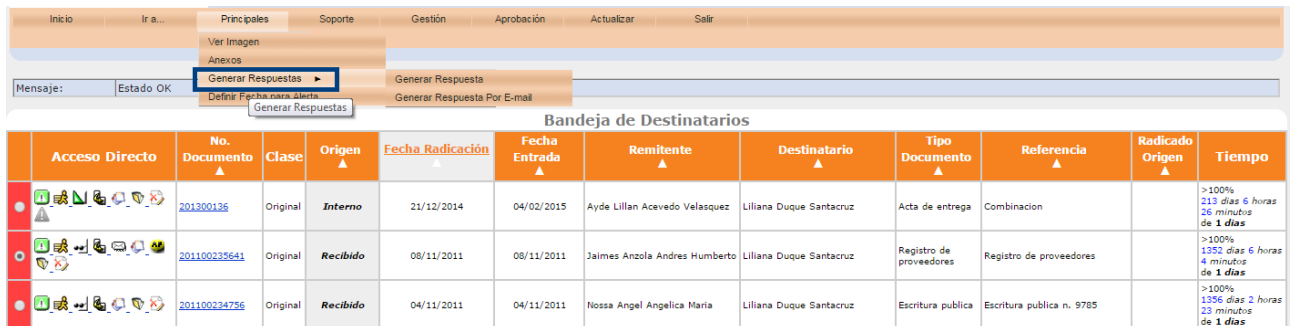 Inicio Ir a... Principales Soporte Gestión Aprobación Actualizar Salir
Ver Imagen
Anexos
Generar Respuestas ► Generar Respuesta
Mensaje: Estado OK
Definir Fecha para Alerta Generar Respuesta Por E-mail
Generar Respuestas
Bandeja de Destinatarios
Acceso Directo No. Documento ▲ Clase Origen ▲ Fecha Radicación ▲ Fecha Entrada ▲ Remitente ▲ Destinatario ▲ Tipo Documento ▲ Referencia ▲ Radicado Origen ▲ Tiempo
201300136 Original Interno 21/12/2014 04/02/2015 Ayde Lillan Acevedo Velasquez Liliana Duque Santacruz Acta de entrega Combinacion >100% 213 dias 6 horas 26 minutos de 1 dias
201100235641 Original Recibido 08/11/2011 08/11/2011 Jaimes Anzola Andres Humberto Liliana Duque Santacruz Registro de proveedores Registro de proveedores >100% 1352 dias 6 horas 4 minutos de 1 dias
201100234756 Original Recibido 04/11/2011 04/11/2011 Nossa Angel Angelica Maria Liliana Duque Santacruz Escritura publica Escritura publica n. 9785 >100% 1356 dias 2 horas 23 minutos de 1 dias